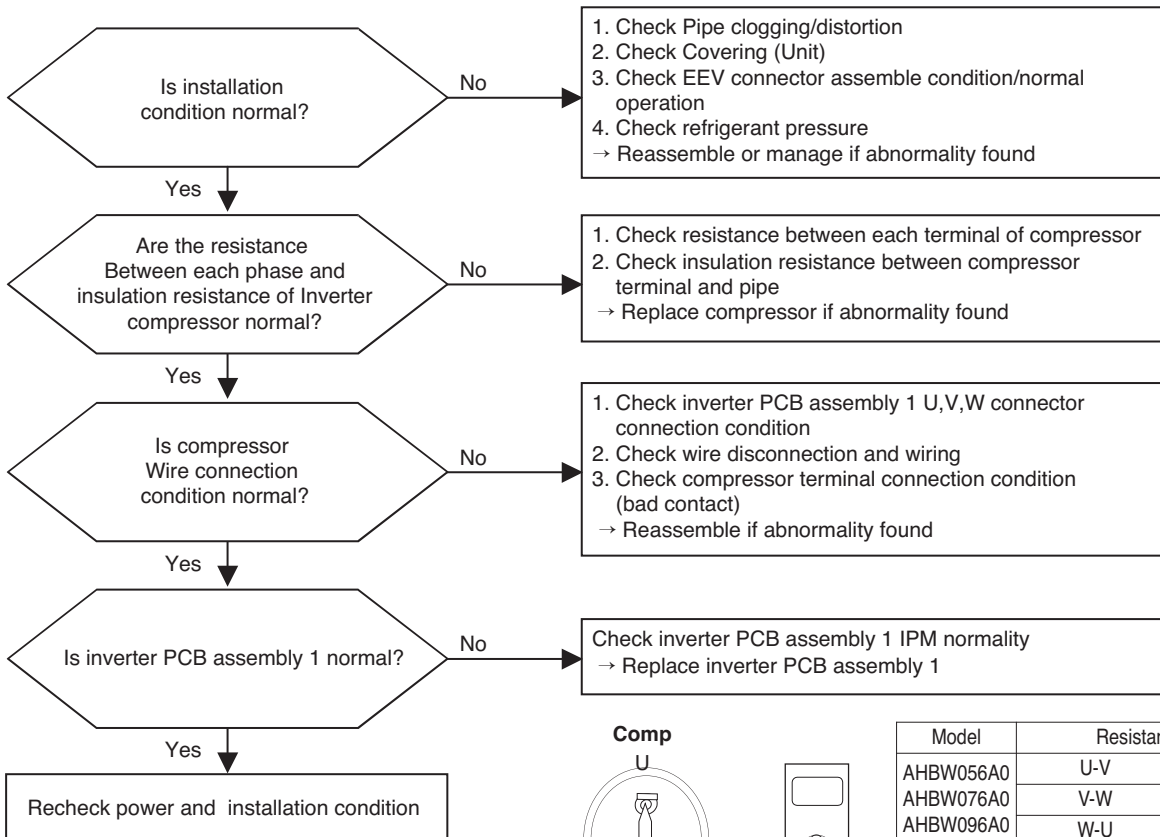 Is installation
condition normal?
No
1. Check Pipe clogging/distortion
2. Check Covering (Unit)
3. Check EEV connector assemble condition/normal
operation
4. Check refrigerant pressure
→ Reassemble or manage if abnormality found
Yes
Are the resistance
Between each phase and
insulation resistance of Inverter
compressor normal?
No
1. Check resistance between each terminal of compressor
2. Check insulation resistance between compressor
terminal and pipe
→ Replace compressor if abnormality found
Yes
Is compressor
Wire connection
condition normal?
No
1. Check inverter PCB assembly 1 U,V,W connector
connection condition
2. Check wire disconnection and wiring
3. Check compressor terminal connection condition
(bad contact)
→ Reassemble if abnormality found
Yes
Is inverter PCB assembly 1 normal?
No
Check inverter PCB assembly 1 IPM normality
→ Replace inverter PCB assembly 1
Yes
Recheck power and installation condition
Comp
U
Model
AHBW056A0 U-V
AHBW076A0 V-W
AHBW096A0 W-U